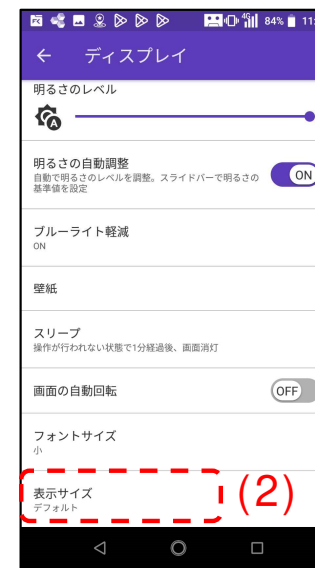 84% 11:
ディスプレイ
明るさのレベル
明るさの自動調整
自動で明るさのレベルを調整。スライドバーで明るさの
基準値を設定
ON
ブルーライト軽減
ON
壁紙
スリープ
操作が行われない状態で1分経過後、画面消灯
画面の自動回転
OFF
フォントサイズ
小
表示サイズ
デフォルト
(2)